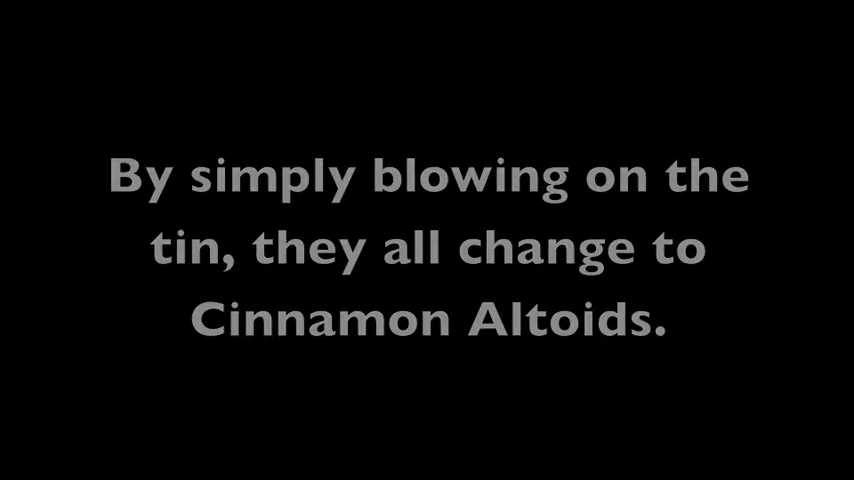 By simply blowing on the
tin, they all change to
Cinnamon Altoids.